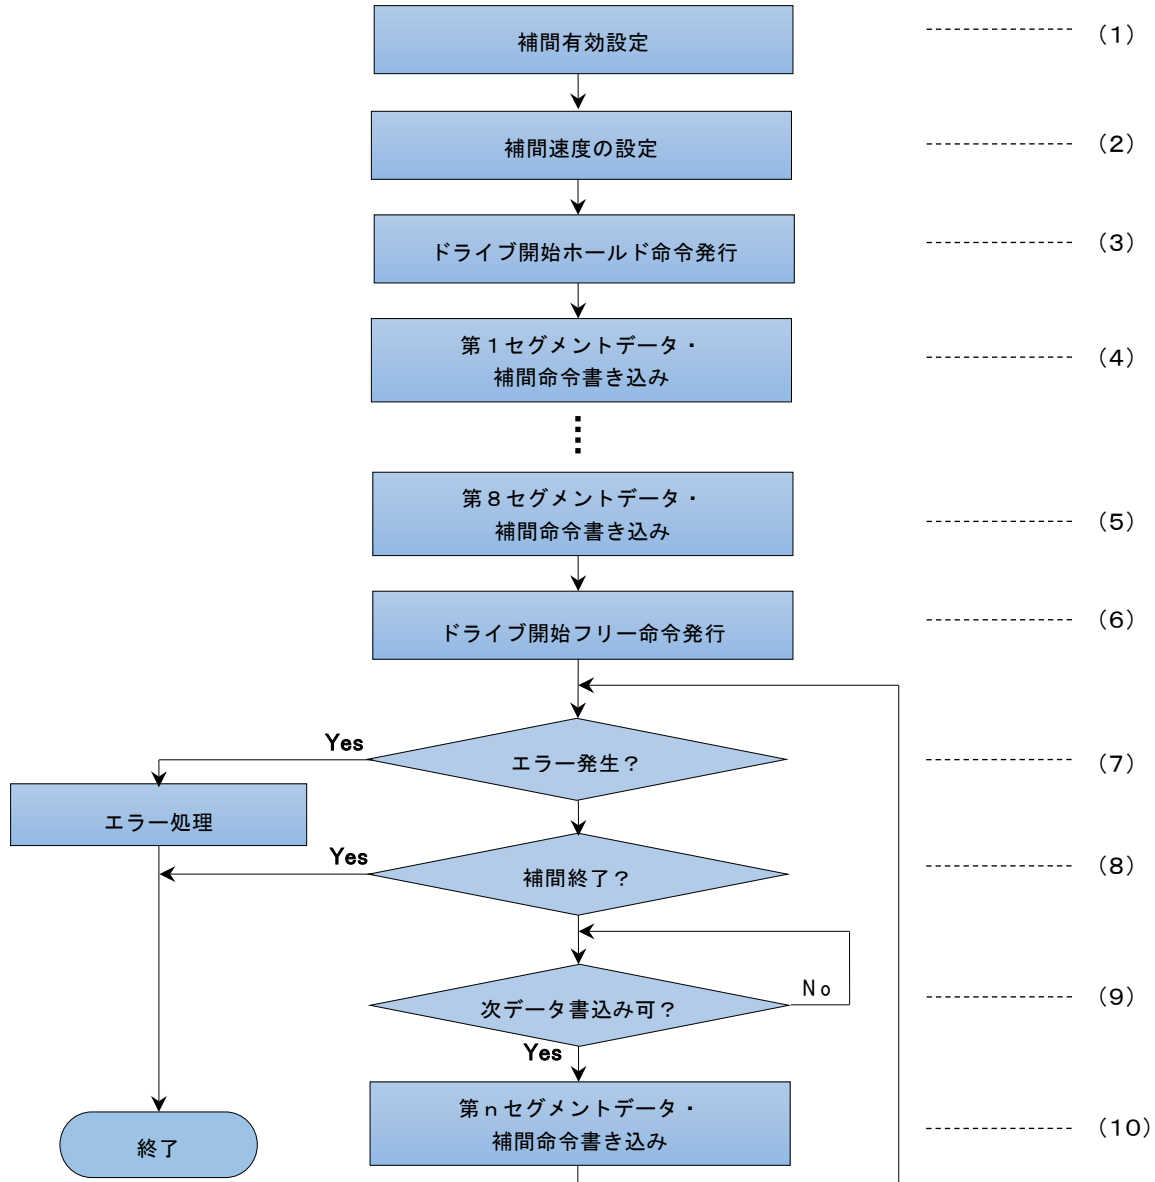 補間有効設定
（1）
補間速度の設定
（2）
ドライブ開始ホールド命令発行
（3）
第１セグメントデータ・
補間命令書き込み
（4）
第８セグメントデータ・
補間命令書き込み
（5）
ドライブ開始フリー命令発行
（6）
Yes
エラー発生？
（7）
エラー処理
Yes
補間終了？
（8）
次データ書込み可？
No
（9）
Yes
第ｎセグメントデータ・
補間命令書き込み
（10）
終了